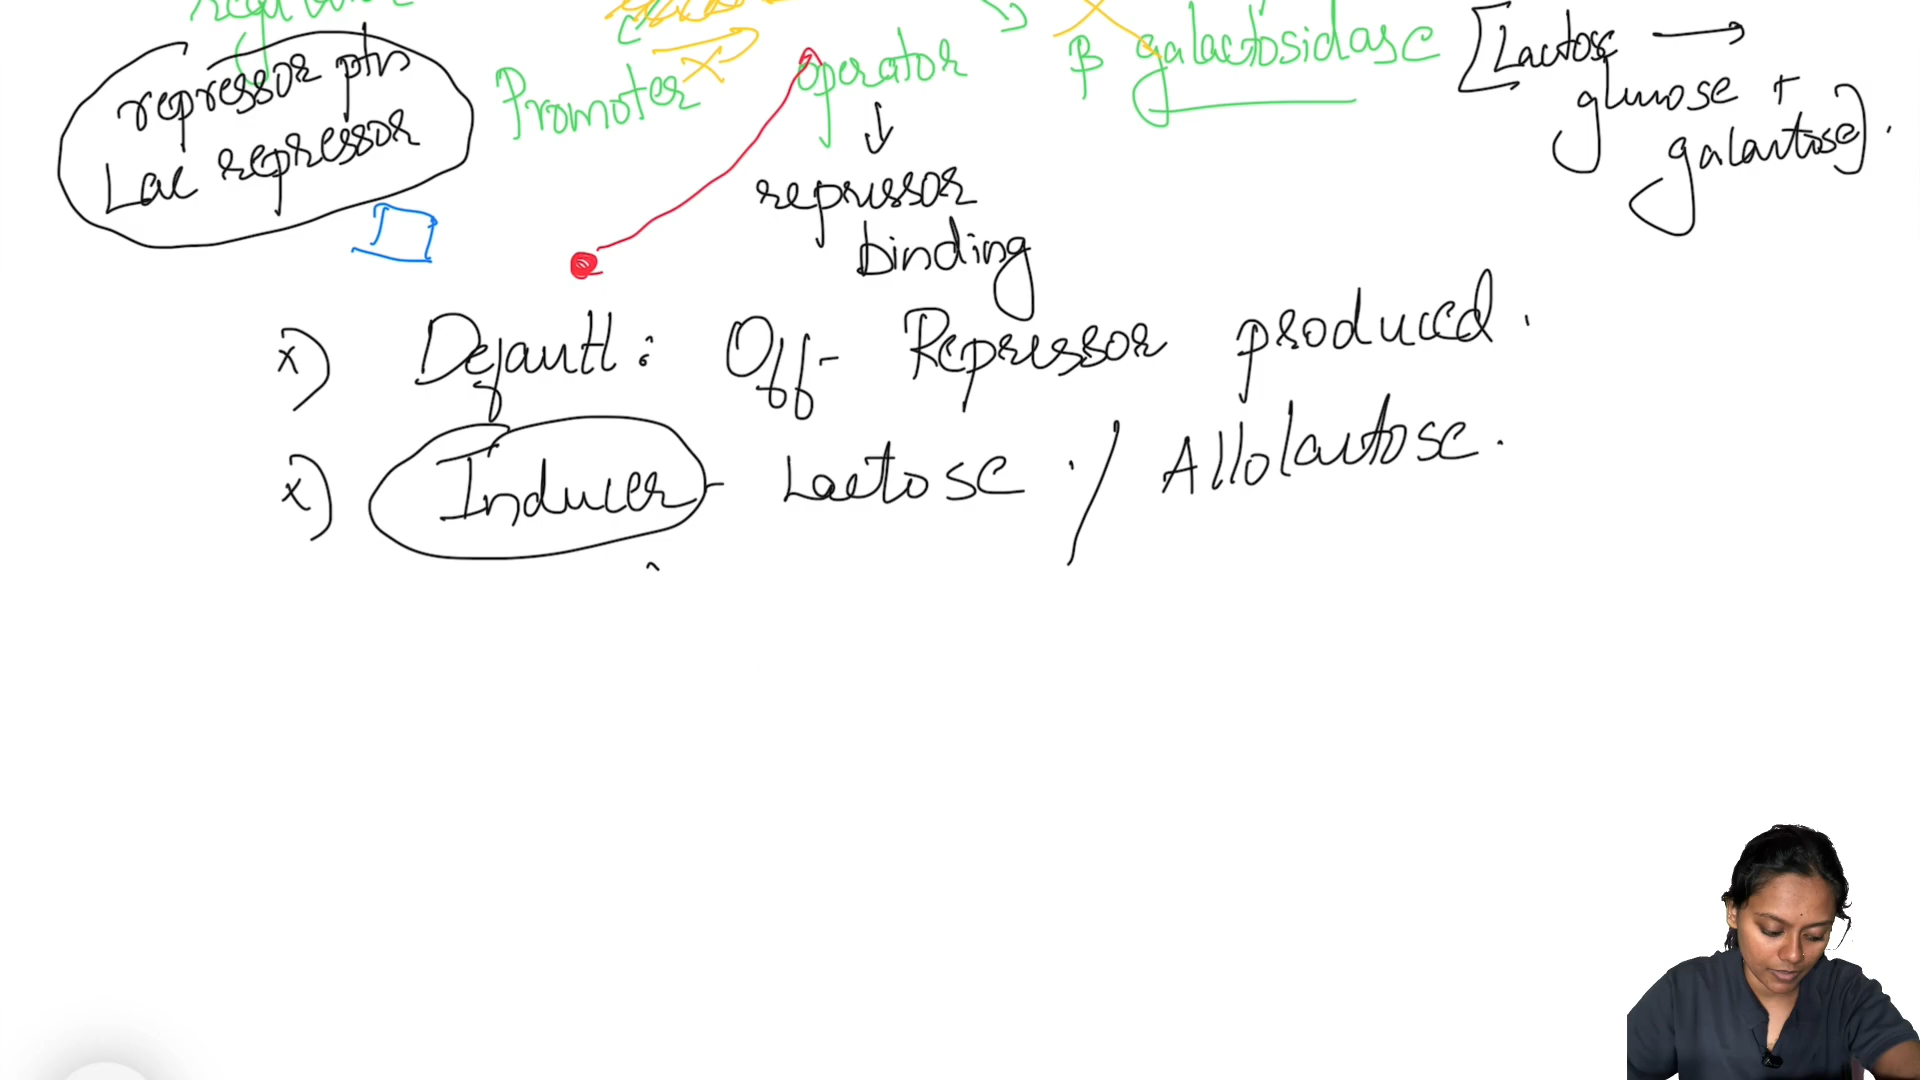 repressor ptn
Lac repressor
Promoter
operator
↓
repressor
binding
β galactosidase
[Lactose →
glucose +
galactose].
x) Default : Off - Repressor produced.
x) Inducer - Lactose / Allolactose.